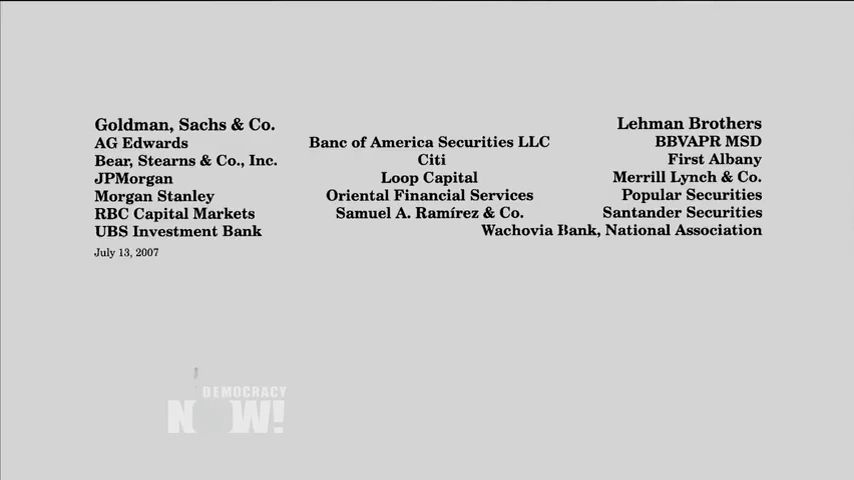 Goldman, Sachs & Co. Lehman Brothers
AG Edwards Banc of America Securities LLC BBVAPR MSD
Bear, Stearns & Co., Inc. Citi First Albany
JPMorgan Loop Capital Merrill Lynch & Co.
Morgan Stanley Oriental Financial Services Popular Securities
RBC Capital Markets Samuel A. Ramírez & Co. Santander Securities
UBS Investment Bank Wachovia Bank, National Association
July 13, 2007
DEMOCRACY
NOW!